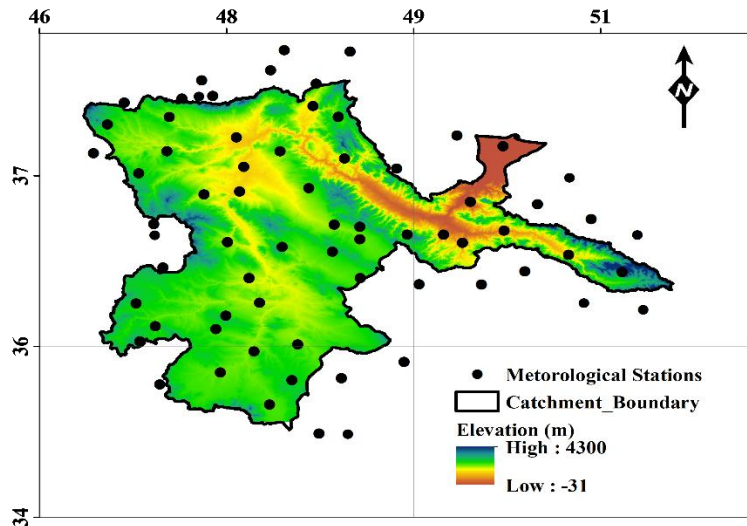 46 48 49 51
N
37
36
34
Metorological Stations
Catchment_Boundary
Elevation (m)
High : 4300
Low : -31